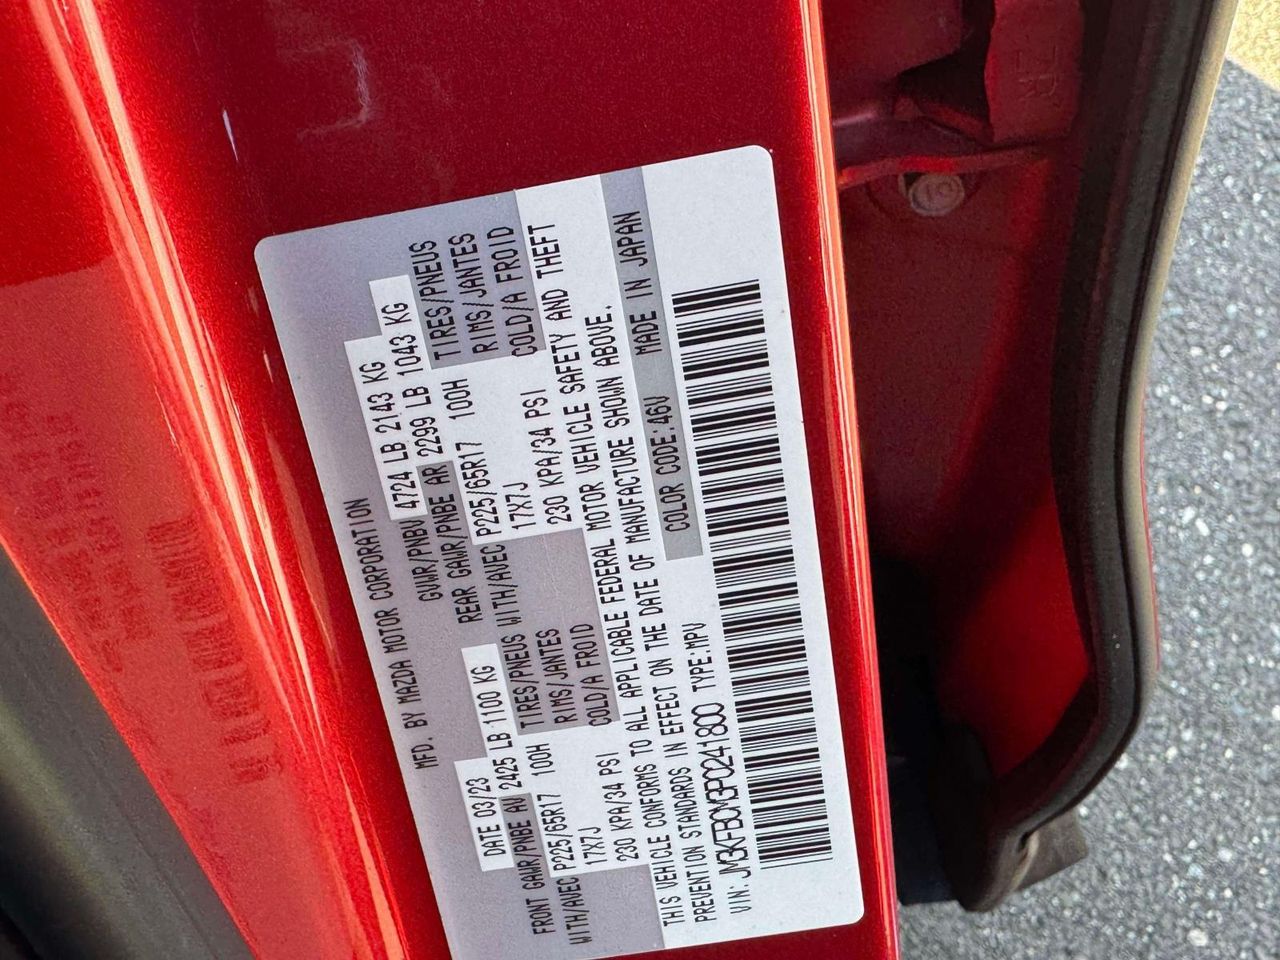 MFD. BY MAZDA MOTOR CORPORATION
DATE 03/23 GVWR/PNBV 4724 LB 2143 KG
FRONT GAWR/PNBE AV 2425 LB 1100 KG REAR GAWR/PNBE AR 2299 LB 1043 KG
WITH/AVEC P225/65R17 100H TIRES/PNEUS WITH/AVEC P225/65R17 100H TIRES/PNEUS
17X7J RIMS/JANTES 17X7J RIMS/JANTES
230 KPA/34 PSI COLD/A FROID 230 KPA/34 PSI COLD/A FROID
THIS VEHICLE CONFORMS TO ALL APPLICABLE FEDERAL MOTOR VEHICLE SAFETY AND THEFT
PREVENTION STANDARDS IN EFFECT ON THE DATE OF MANUFACTURE SHOWN ABOVE.
VIN: JM3KFBCM3P0241800 TYPE:MPV COLOR CODE:46V MADE IN JAPAN